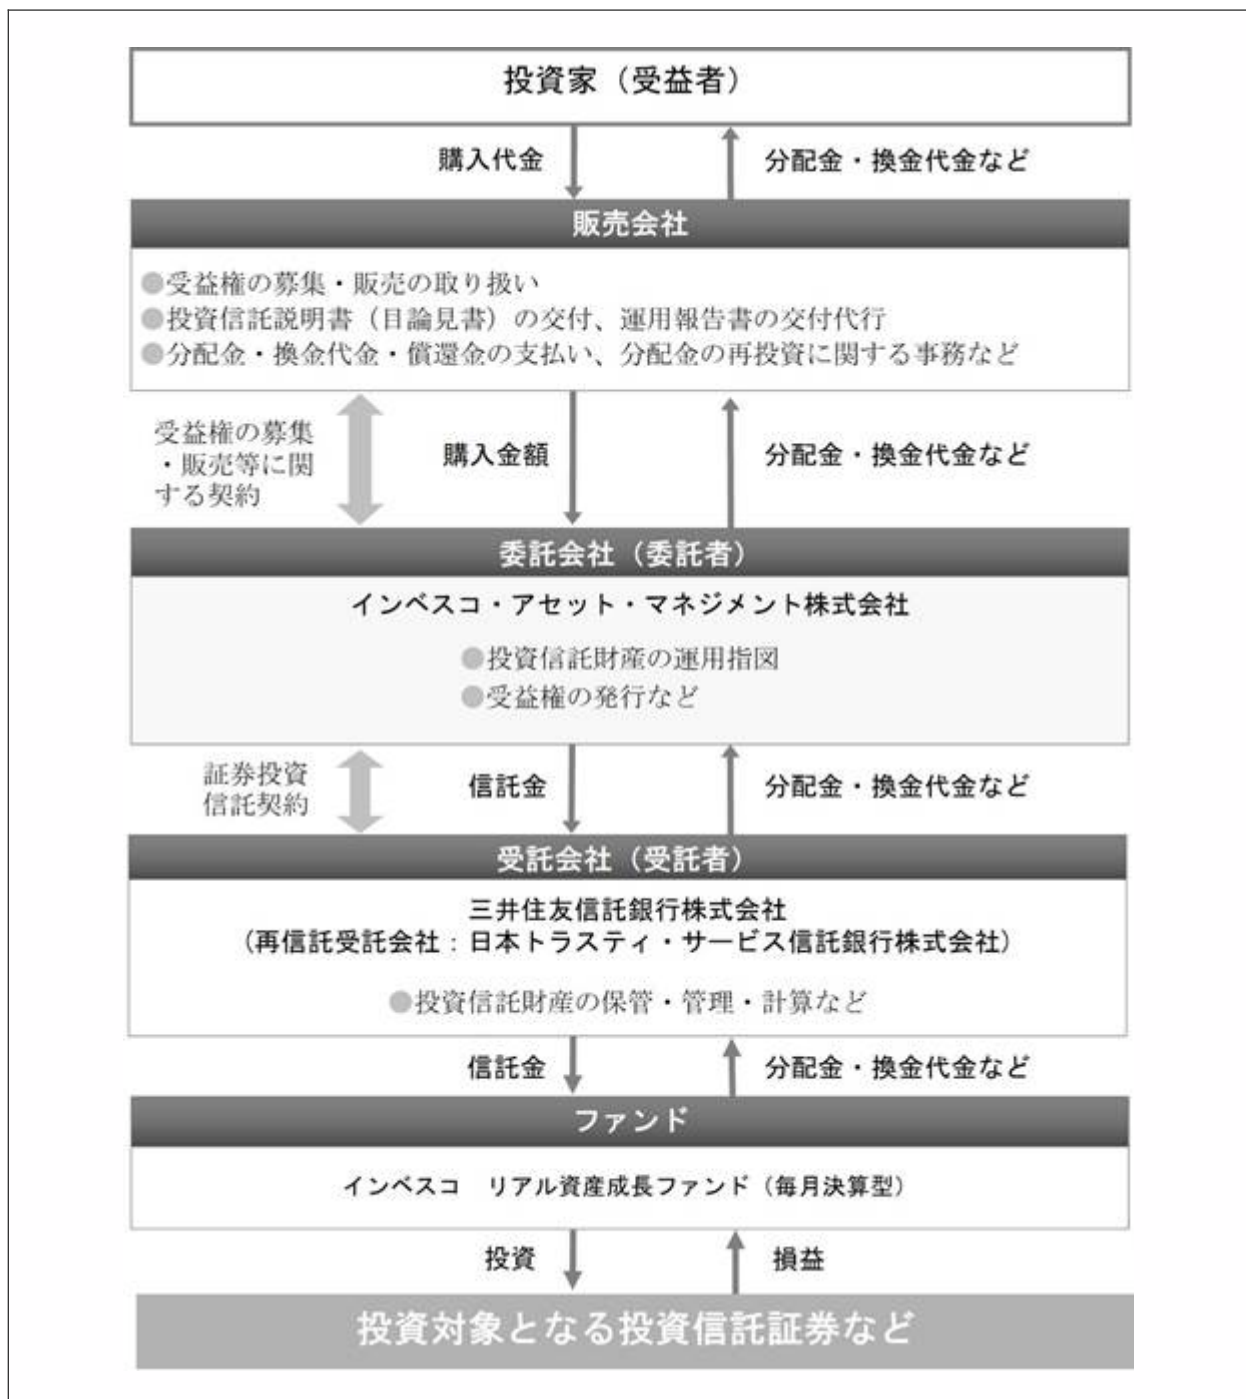 投資家（受益者）
購入代金
分配金・換金代金など
販売会社
●受益権の募集・販売の取り扱い
●投資信託説明書（目論見書）の交付、運用報告書の交付代行
●分配金・換金代金・償還金の支払い、分配金の再投資に関する事務など
受益権の募集
・販売等に関
する契約
購入金額
分配金・換金代金など
委託会社（委託者）
インベスコ・アセット・マネジメント株式会社
●投資信託財産の運用指図
●受益権の発行など
証券投資
信託契約
信託金
分配金・換金代金など
受託会社（受託者）
三井住友信託銀行株式会社
（再信託受託会社：日本トラスティ・サービス信託銀行株式会社）
●投資信託財産の保管・管理・計算など
信託金
分配金・換金代金など
ファンド
インベスコ　リアル資産成長ファンド（毎月決算型）
投資
損益
投資対象となる投資信託証券など